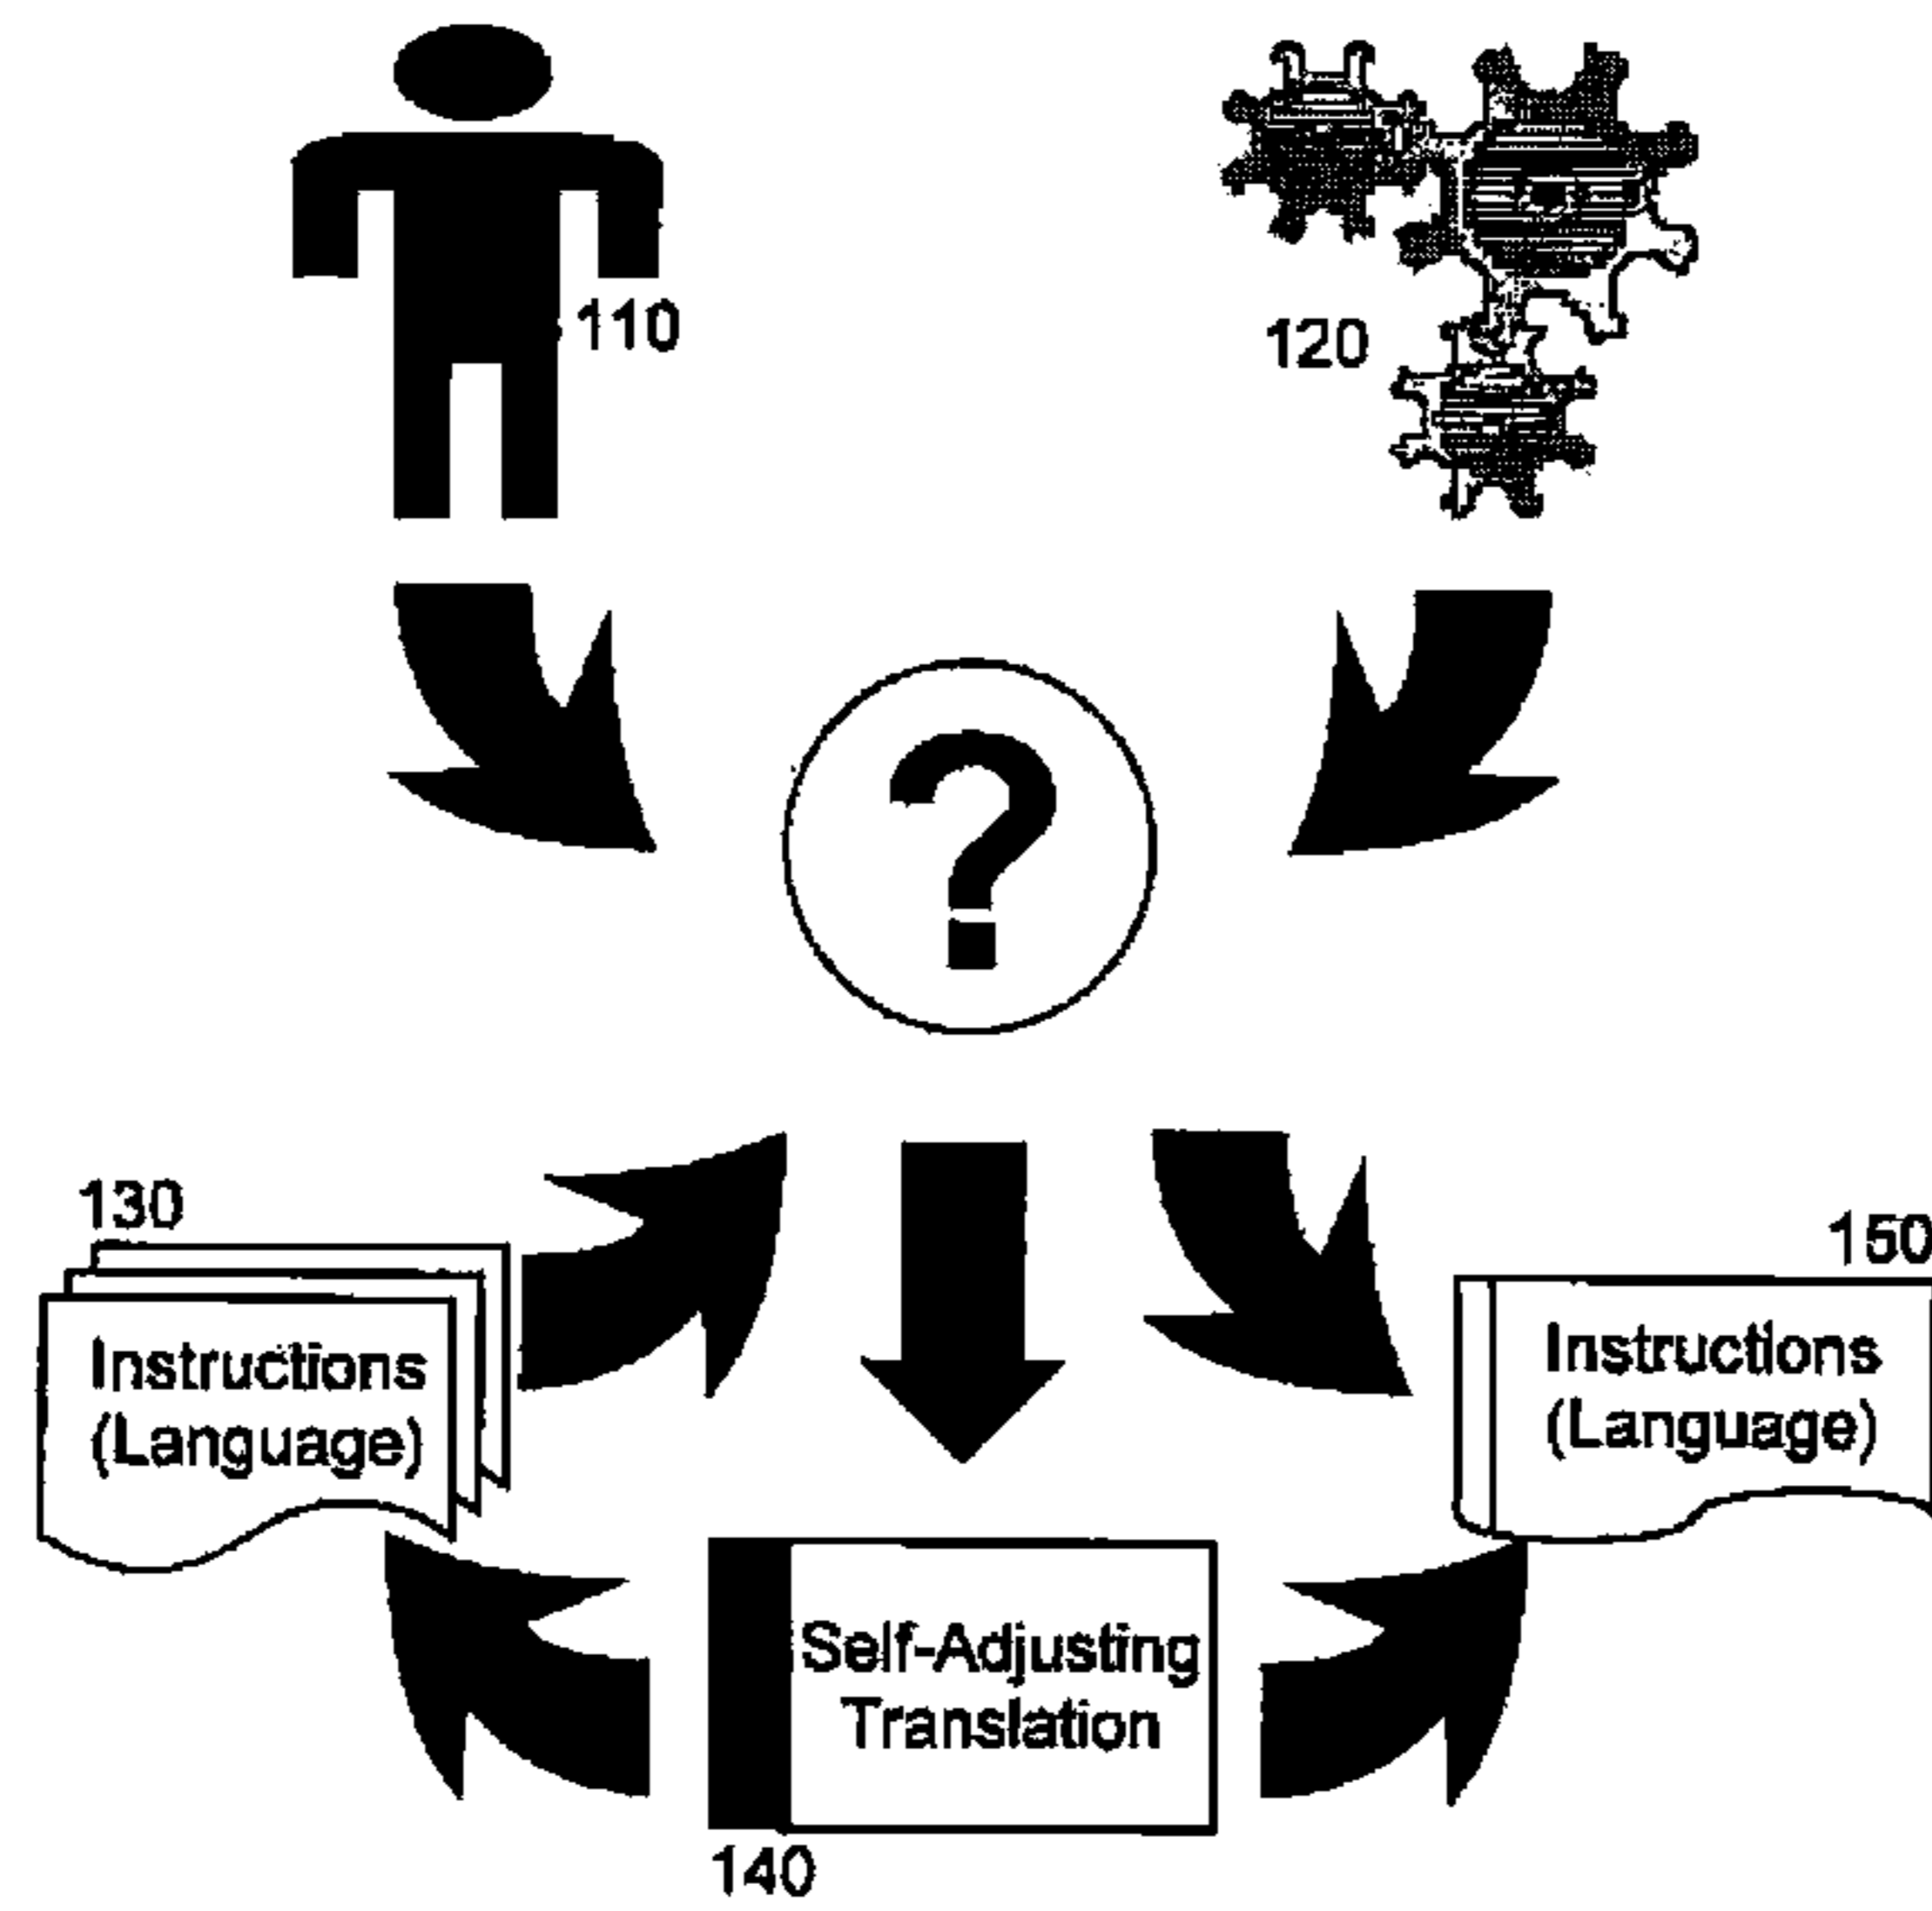 110
120
?
130
Instructions
(Language)
150
Instructions
(Language)
Self-Adjusting
Translation
140